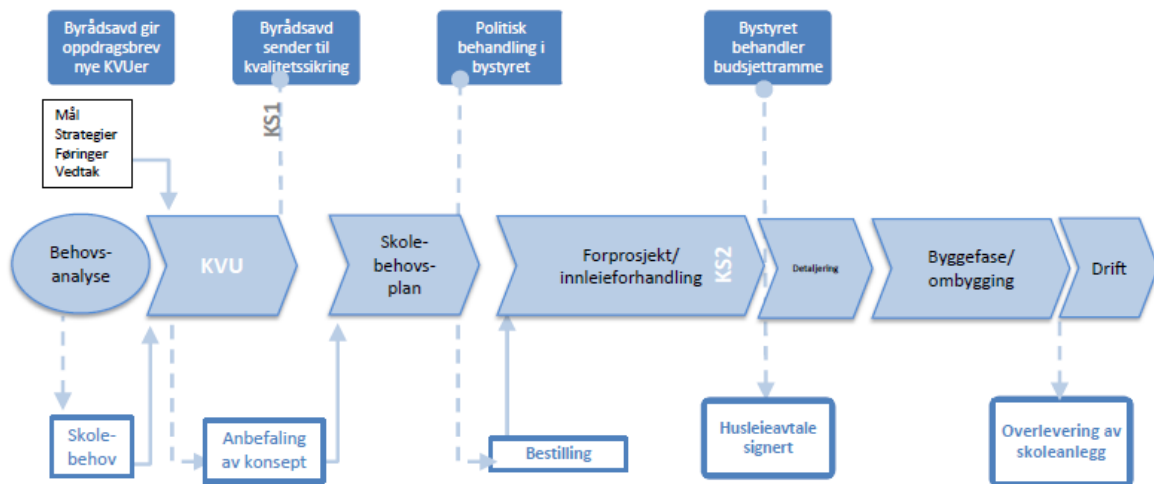 Byrådsavd gir
oppdragsbrev
nye KVUer
Byrådsavd
sender til
kvalitetssikring
Politisk
behandling i
bystyret
Bystyret
behandler
budsjettramme
Mål
Strategier
Føringer
Vedtak
KS1
Behovs-
analyse
KVU
Skole-
behovs-
plan
Forprosjekt/
innleieforhandling
KS2
Detaljering
Byggefase/
ombygging
Drift
Skole-
behov
Anbefaling
av konsept
Bestilling
Husleieavtale
signert
Overlevering av
skoleanlegg